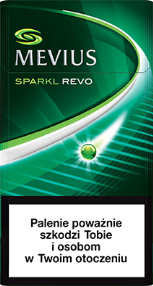 MEVIUS
SPARKL REVO
Palenie poważnie
szkodzi Tobie
i osobom
w Twoim otoczeniu